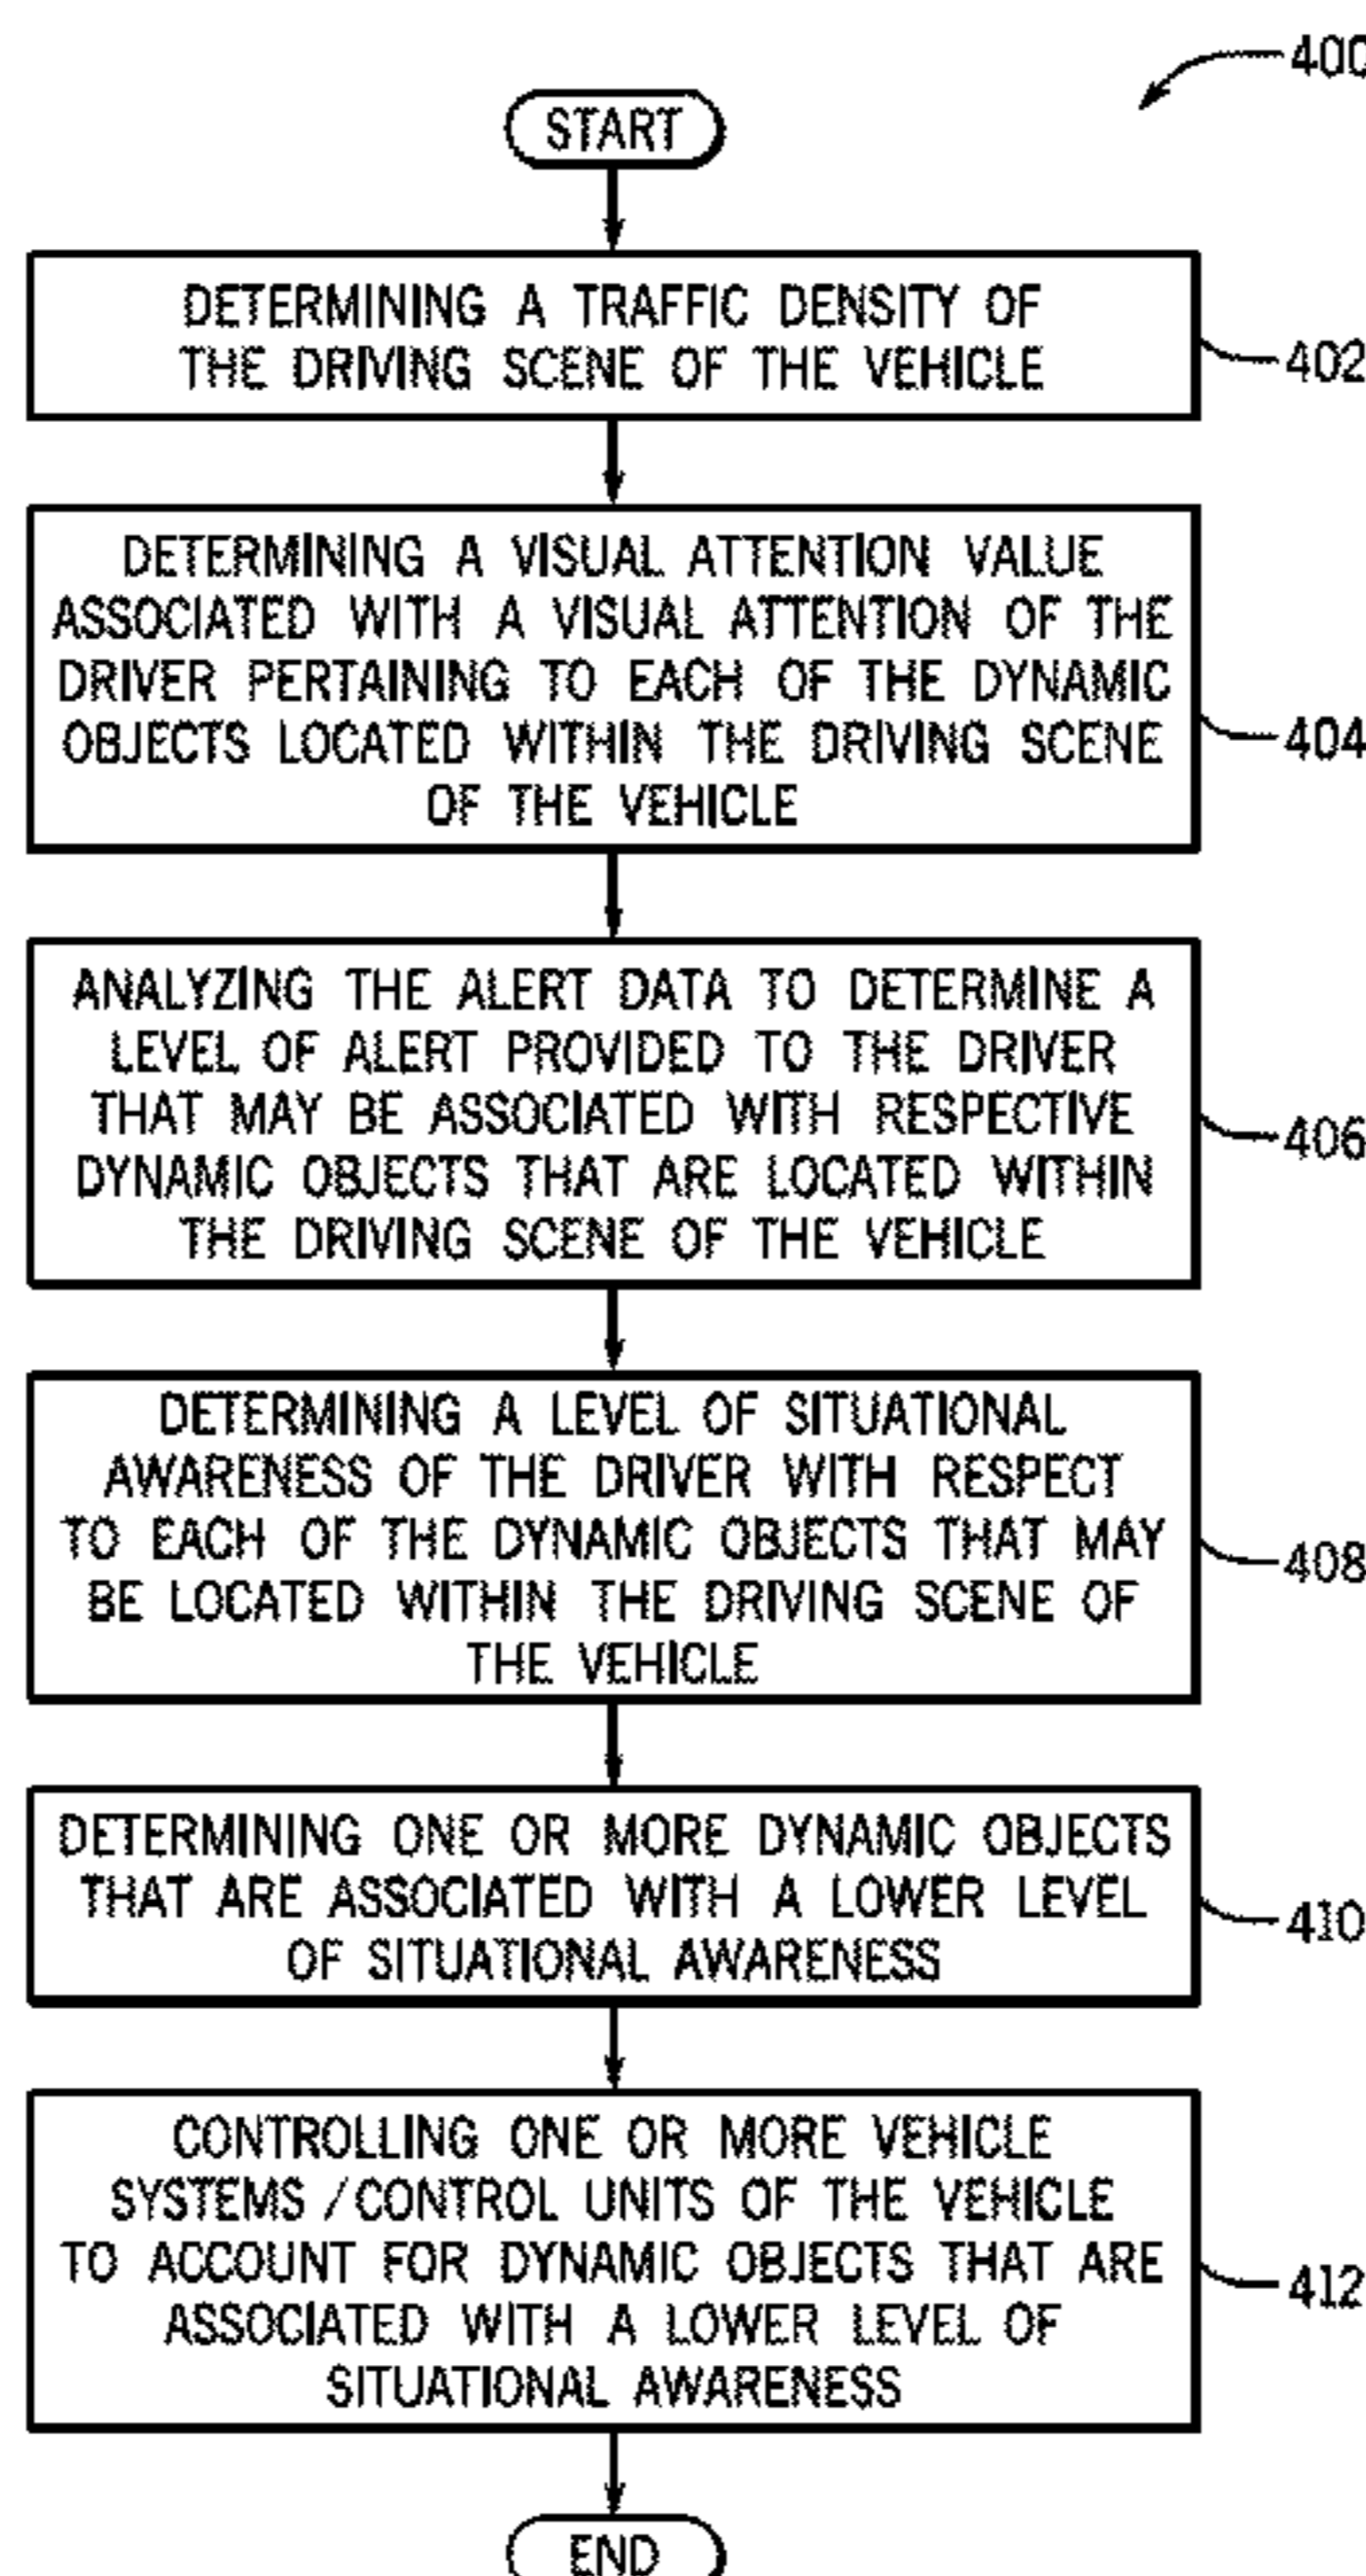 400
START
DETERMINING A TRAFFIC DENSITY OF
THE DRIVING SCENE OF THE VEHICLE
402
DETERMINING A VISUAL ATTENTION VALUE
ASSOCIATED WITH A VISUAL ATTENTION OF THE
DRIVER PERTAINING TO EACH OF THE DYNAMIC
OBJECTS LOCATED WITHIN THE DRIVING SCENE
OF THE VEHICLE
404
ANALYZING THE ALERT DATA TO DETERMINE A
LEVEL OF ALERT PROVIDED TO THE DRIVER
THAT MAY BE ASSOCIATED WITH RESPECTIVE
DYNAMIC OBJECTS THAT ARE LOCATED WITHIN
THE DRIVING SCENE OF THE VEHICLE
406
DETERMINING A LEVEL OF SITUATIONAL
AWARENESS OF THE DRIVER WITH RESPECT
TO EACH OF THE DYNAMIC OBJECTS THAT MAY
BE LOCATED WITHIN THE DRIVING SCENE OF
THE VEHICLE
408
DETERMINING ONE OR MORE DYNAMIC OBJECTS
THAT ARE ASSOCIATED WITH A LOWER LEVEL
OF SITUATIONAL AWARENESS
410
CONTROLLING ONE OR MORE VEHICLE
SYSTEMS/CONTROL UNITS OF THE VEHICLE
TO ACCOUNT FOR DYNAMIC OBJECTS THAT ARE
ASSOCIATED WITH A LOWER LEVEL OF
SITUATIONAL AWARENESS
412
END